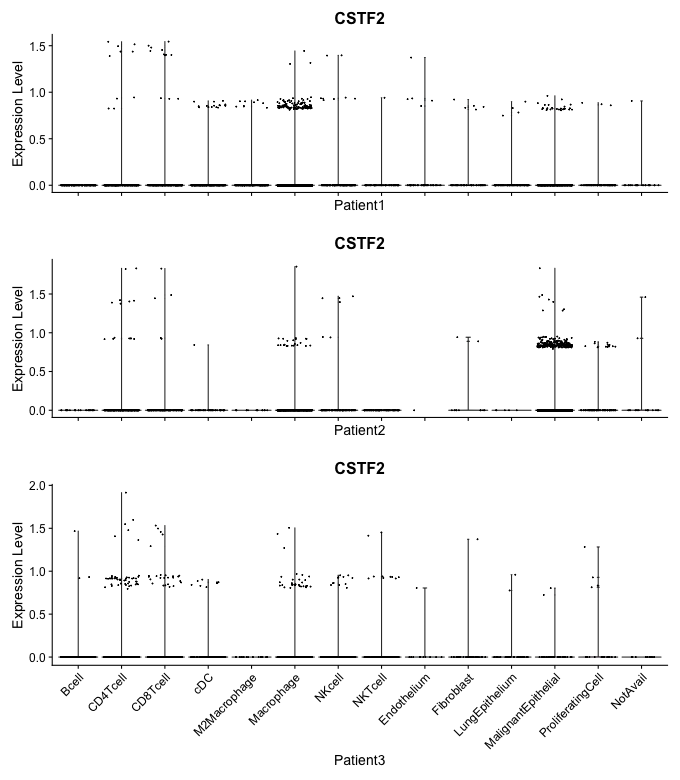 CSTF2
Expression Level
1.5
1.0
0.5
0.0
Patient1
CSTF2
Expression Level
1.5
1.0
0.5
0.0
Patient2
CSTF2
Expression Level
2.0
1.5
1.0
0.5
0.0
Bcell
CD4Tcell
CD8Tcell
cDC
M2Macrophage
Macrophage
NKcell
NKTcell
Endothelium
Fibroblast
LungEpithelium
MalignantEpithelial
ProliferatingCell
NotAvail
Patient3